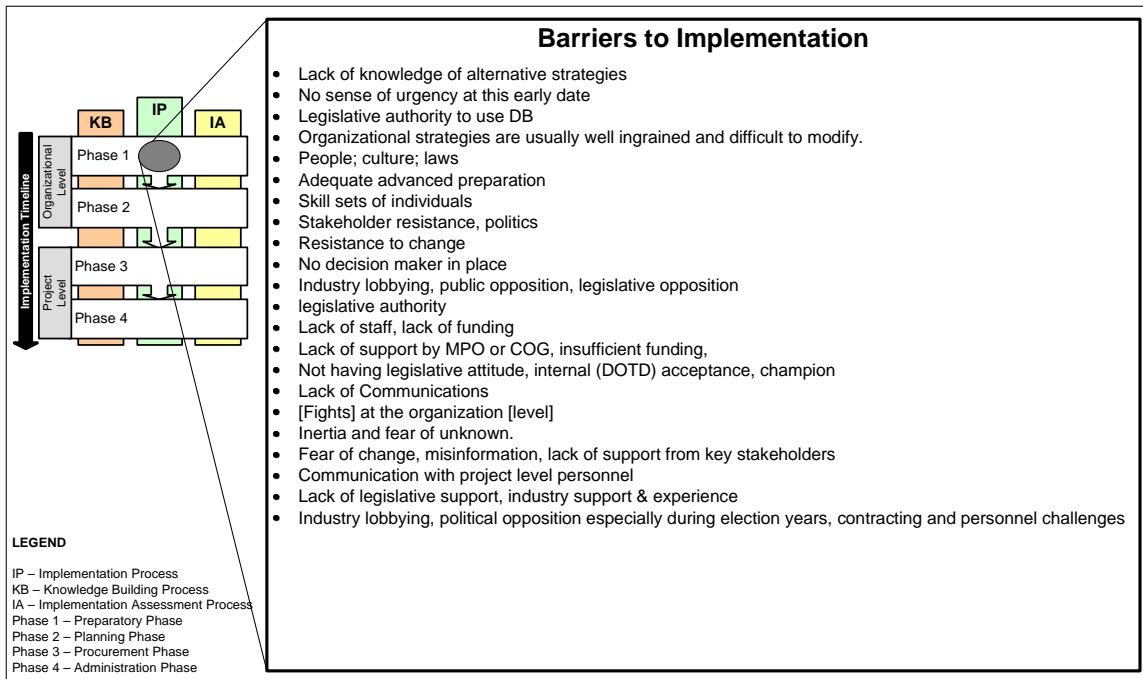 Barriers to Implementation
• Lack of knowledge of alternative strategies
• No sense of urgency at this early date
• Legislative authority to use DB
• Organizational strategies are usually well ingrained and difficult to modify.
• People; culture; laws
• Adequate advanced preparation
• Skill sets of individuals
• Stakeholder resistance, politics
• Resistance to change
• No decision maker in place
• Industry lobbying, public opposition, legislative opposition
• legislative authority
• Lack of staff, lack of funding
• Lack of support by MPO or COG, insufficient funding,
• Not having legislative attitude, internal (DOTD) acceptance, champion
• Lack of Communications
• [Fights] at the organization [level]
• Inertia and fear of unknown.
• Fear of change, misinformation, lack of support from key stakeholders
• Communication with project level personnel
• Lack of legislative support, industry support & experience
• Industry lobbying, political opposition especially during election years, contracting and personnel challenges
KB
IP
IA
Implementation Timeline
Organizational
Level
Phase 1
Phase 2
Project
Level
Phase 3
Phase 4
LEGEND
IP – Implementation Process
KB – Knowledge Building Process
IA – Implementation Assessment Process
Phase 1 – Preparatory Phase
Phase 2 – Planning Phase
Phase 3 – Procurement Phase
Phase 4 – Administration Phase